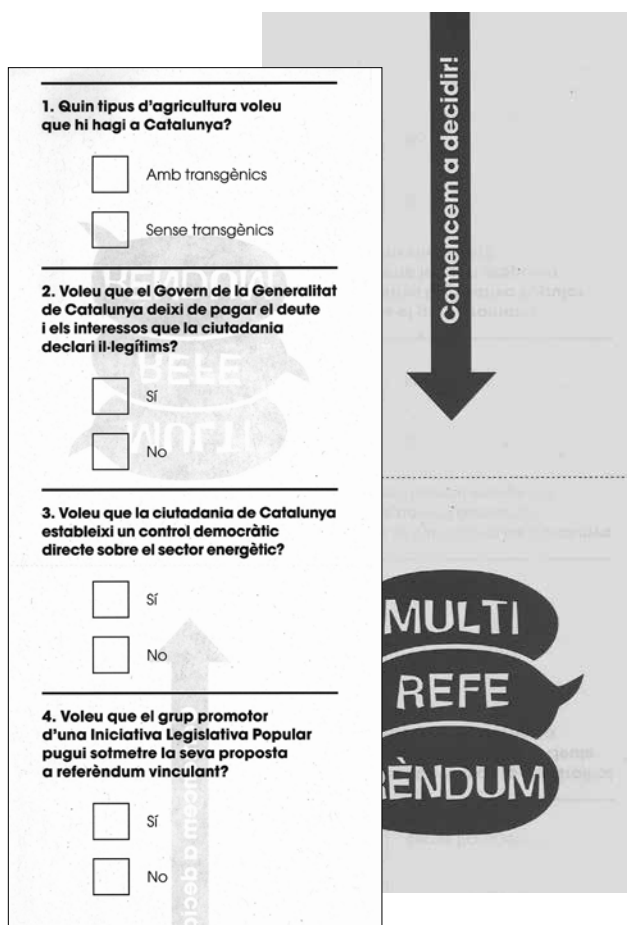 1. Quin tipus d'agricultura voleu
que hi hagi a Catalunya?
Amb transgènics
Sense transgènics
2. Voleu que el Govern de la Generalitat
de Catalunya deixi de pagar el deute
i els interessos que la ciutadania
declari il·legítims?
Sí
No
3. Voleu que la ciutadania de Catalunya
estableixi un control democràtic
directe sobre el sector energètic?
Sí
No
4. Voleu que el grup promotor
d'una Iniciativa Legislativa Popular
pugui sotmetre la seva proposta
a referèndum vinculant?
Sí
No
Comencem a decidir!
MULTI
REFE
RÈNDUM